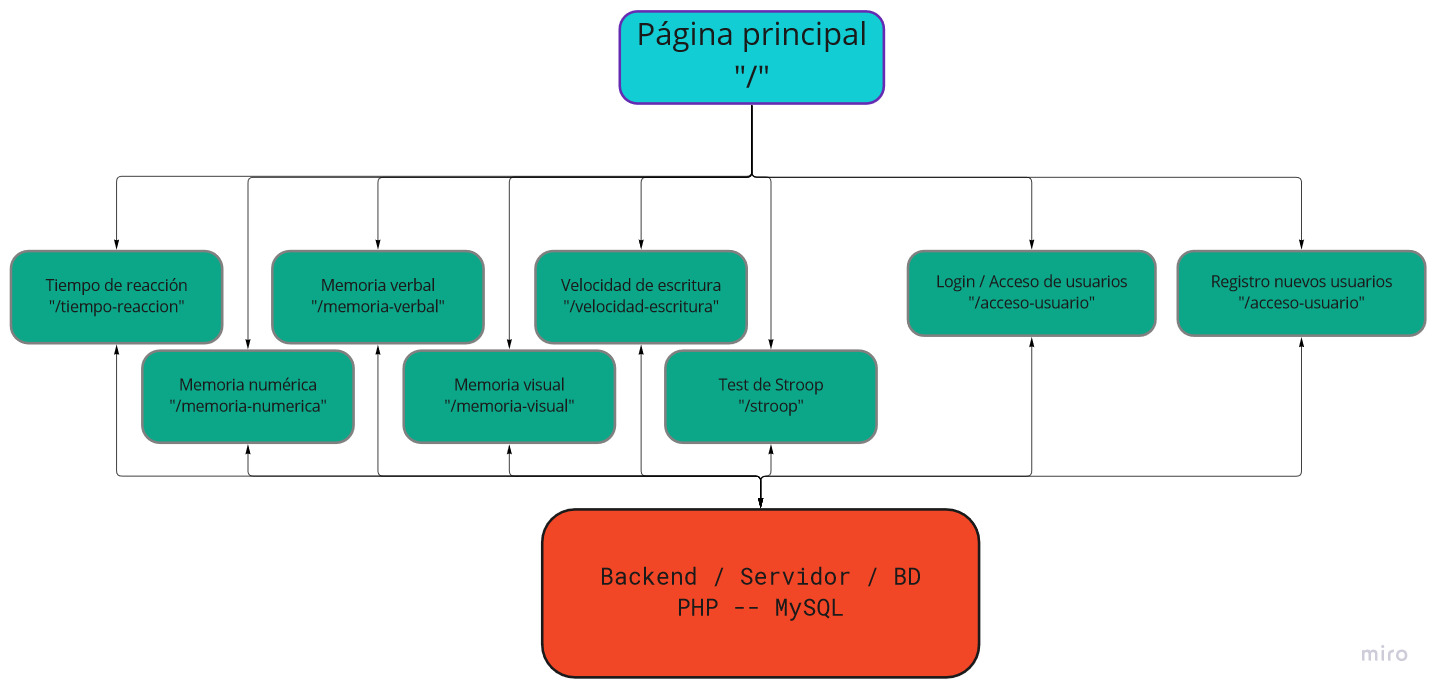 Página principal
"/"
Tiempo de reacción
"/tiempo-reaccion"
Memoria verbal
"/memoria-verbal"
Velocidad de escritura
"/velocidad-escritura"
Login / Acceso de usuarios
"/acceso-usuario"
Registro nuevos usuarios
"/acceso-usuario"
Memoria numérica
"/memoria-numerica"
Memoria visual
"/memoria-visual"
Test de Stroop
"/stroop"
Backend / Servidor / BD
PHP -- MySQL
miro